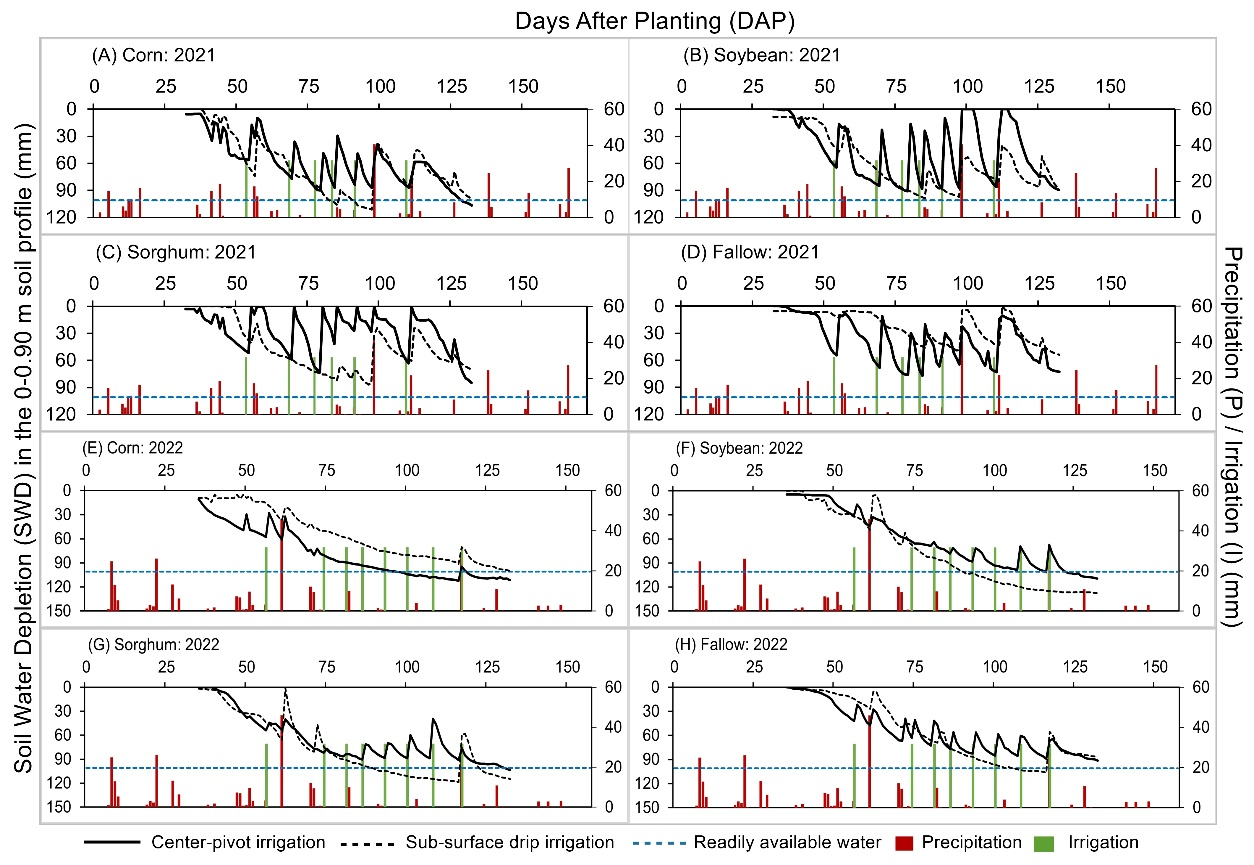 Days After Planting (DAP)
(A) Corn: 2021
0 25 50 75 100 125 150
0 30 60 90 120
60 40 20 0
(B) Soybean: 2021
0 25 50 75 100 125 150
0 30 60 90 120
60 40 20 0
(C) Sorghum: 2021
0 25 50 75 100 125 150
0 30 60 90 120
60 40 20 0
(D) Fallow: 2021
0 25 50 75 100 125 150
0 30 60 90 120
60 40 20 0
(E) Corn: 2022
0 25 50 75 100 125 150
0 30 60 90 120 150
60 40 20 0
(F) Soybean: 2022
0 25 50 75 100 125 150
0 30 60 90 120 150
60 40 20 0
(G) Sorghum: 2022
0 25 50 75 100 125 150
0 30 60 90 120 150
60 40 20 0
(H) Fallow: 2022
0 25 50 75 100 125 150
0 30 60 90 120 150
60 40 20 0
Soil Water Depletion (SWD) in the 0-0.90 m soil profile (mm)
Precipitation (P) / Irrigation (I) (mm)
Center-pivot irrigation Sub-surface drip irrigation Readily available water Precipitation Irrigation